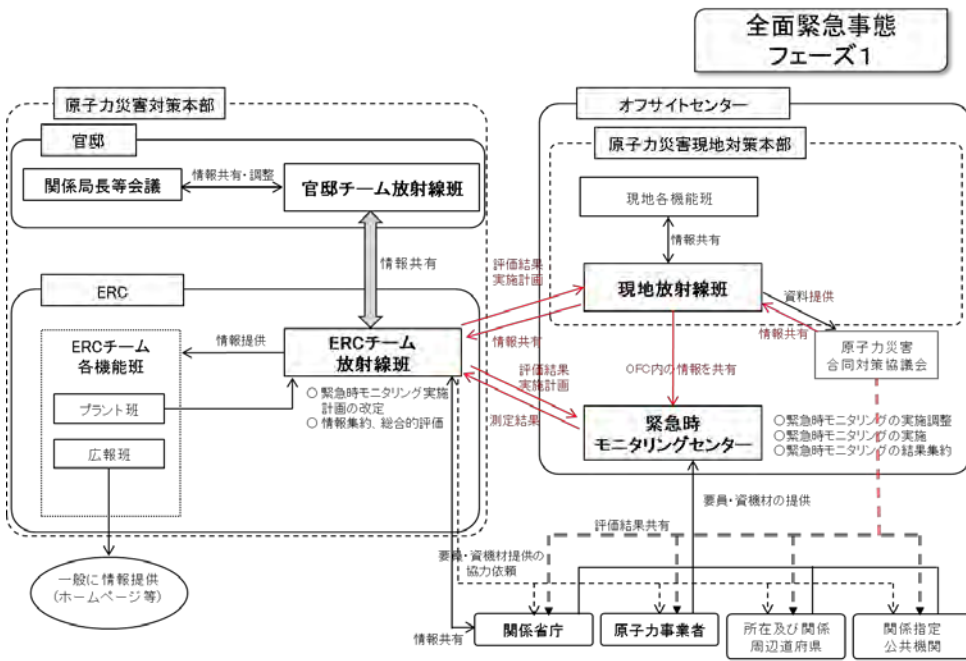 全面緊急事態
フェーズ1
原子力災害対策本部
官邸
関係局長等会議
情報共有・調整
官邸チーム放射線班
情報共有
ERC
ERCチーム
各機能班
プラント班
広報班
情報提供
ERCチーム
放射線班
○ 緊急時モニタリング実施
計画の改定
○ 情報集約、総合的評価
一般に情報提供
(ホームページ等)
評価結果
実施計画
情報共有
評価結果
実施計画
測定結果
オフサイトセンター
原子力災害現地対策本部
現地各機能班
情報共有
現地放射線班
資料提供
情報共有
原子力災害
合同対策協議会
OFC内の情報を共有
緊急時
モニタリングセンター
○緊急時モニタリングの実施調整
○緊急時モニタリングの実施
○緊急時モニタリングの結果集約
要員・資機材の提供
評価結果共有
要員・資機材提供の
協力依頼
情報共有
関係省庁
原子力事業者
所在及び関係
周辺道府県
関係指定
公共機関